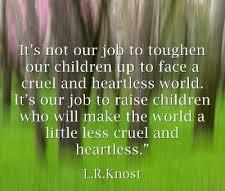 It's not our job to toughen
our children up to face a
cruel and heartless world.
It's our job to raise children
who will make the world a
little less cruel and
heartless.”
L.R.Knost